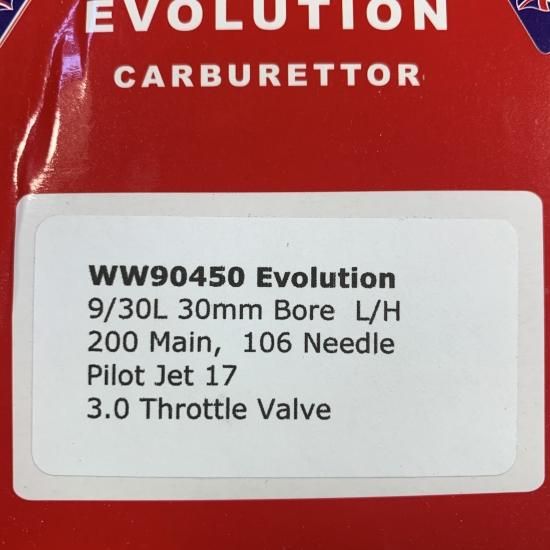 EVOLUTION
CARBURETTOR
WW90450 Evolution
9/30L 30mm Bore L/H
200 Main, 106 Needle
Pilot Jet 17
3.0 Throttle Valve